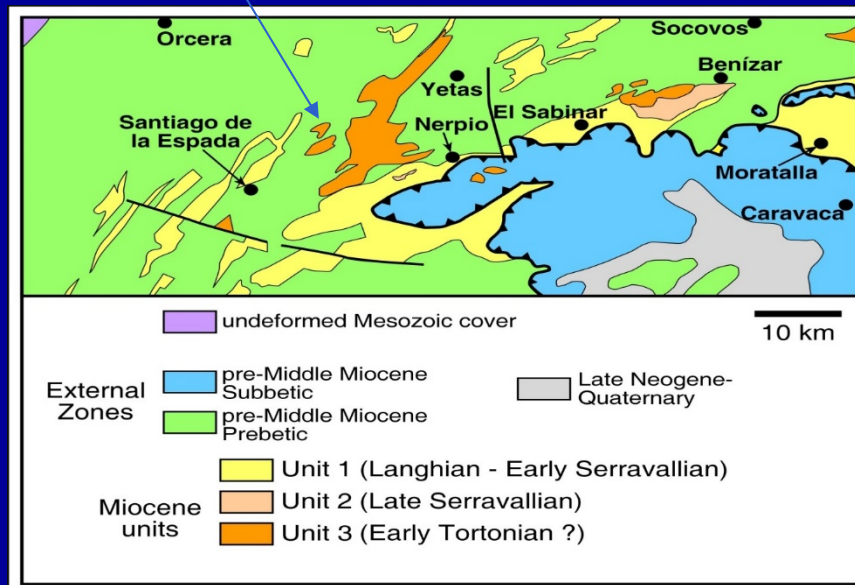 Orcera
Socovos
Benízar
Yetas
El Sabinar
Santiago de
la Espada
Nerpio
Moratalla
Caravaca
10 km
undeformed Mesozoic cover
External
Zones
pre-Middle Miocene
Subbetic
Late Neogene-
Quaternary
pre-Middle Miocene
Prebetic
Miocene
units
Unit 1 (Langhian - Early Serravallian)
Unit 2 (Late Serravallian)
Unit 3 (Early Tortonian ?)